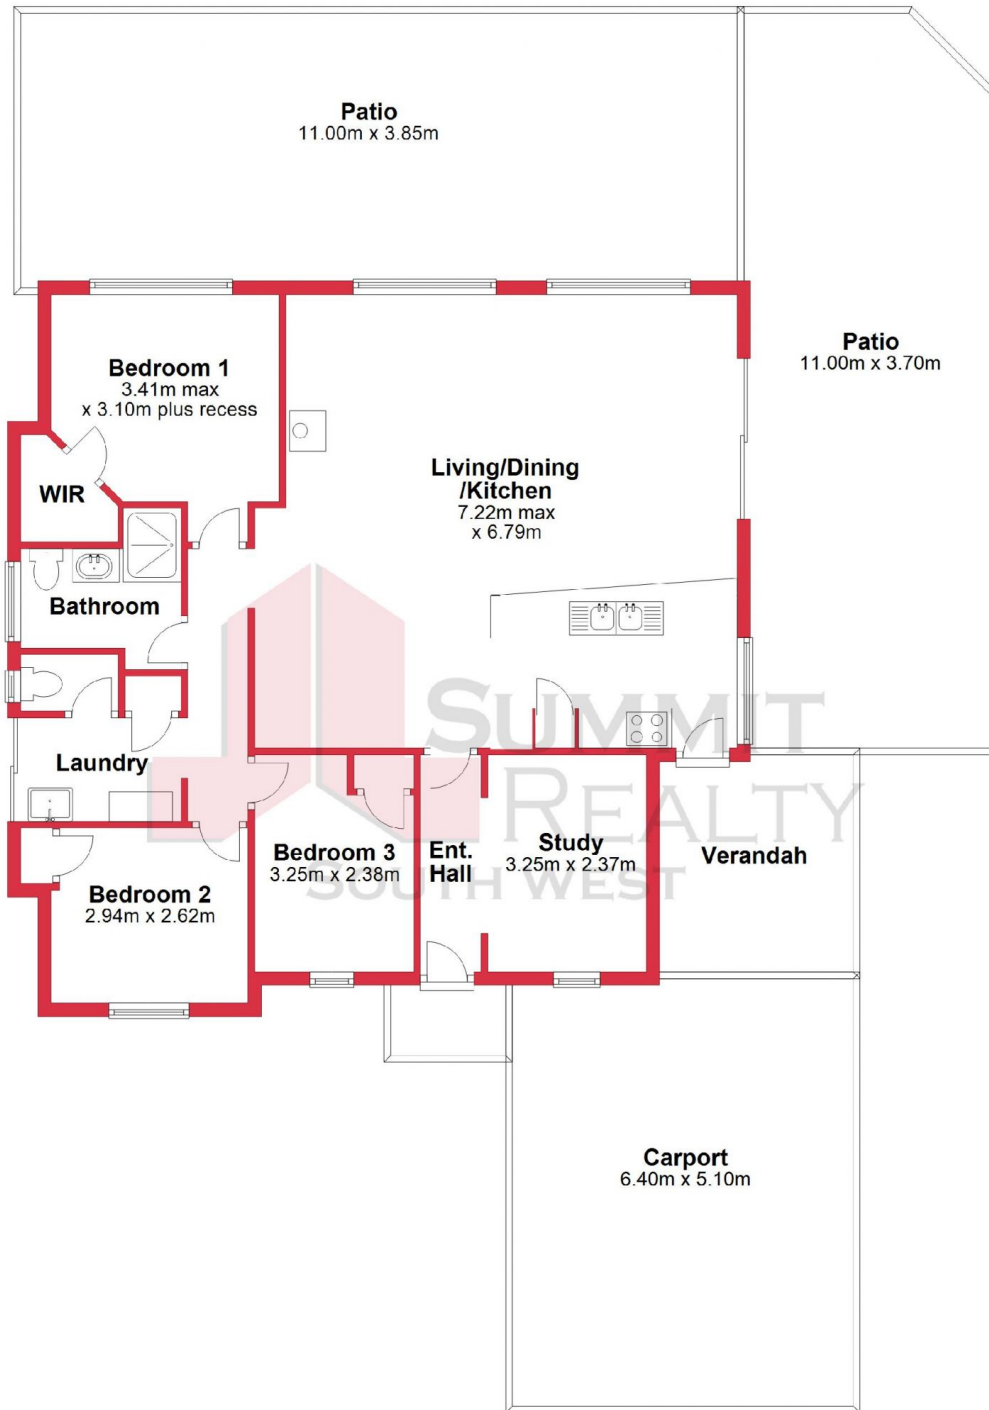 Patio
11.00m x 3.85m
Patio
11.00m x 3.70m
Bedroom 1
3.41m max
x 3.10m plus recess
WIR
Living/Dining
/Kitchen
7.22m max
x 6.79m
Bathroom
Laundry
SUMMIT
REALTY
SOUTH WEST
Bedroom 2
2.94m x 2.62m
Bedroom 3
3.25m x 2.38m
Ent.
Hall
Study
3.25m x 2.37m
Verandah
Carport
6.40m x 5.10m